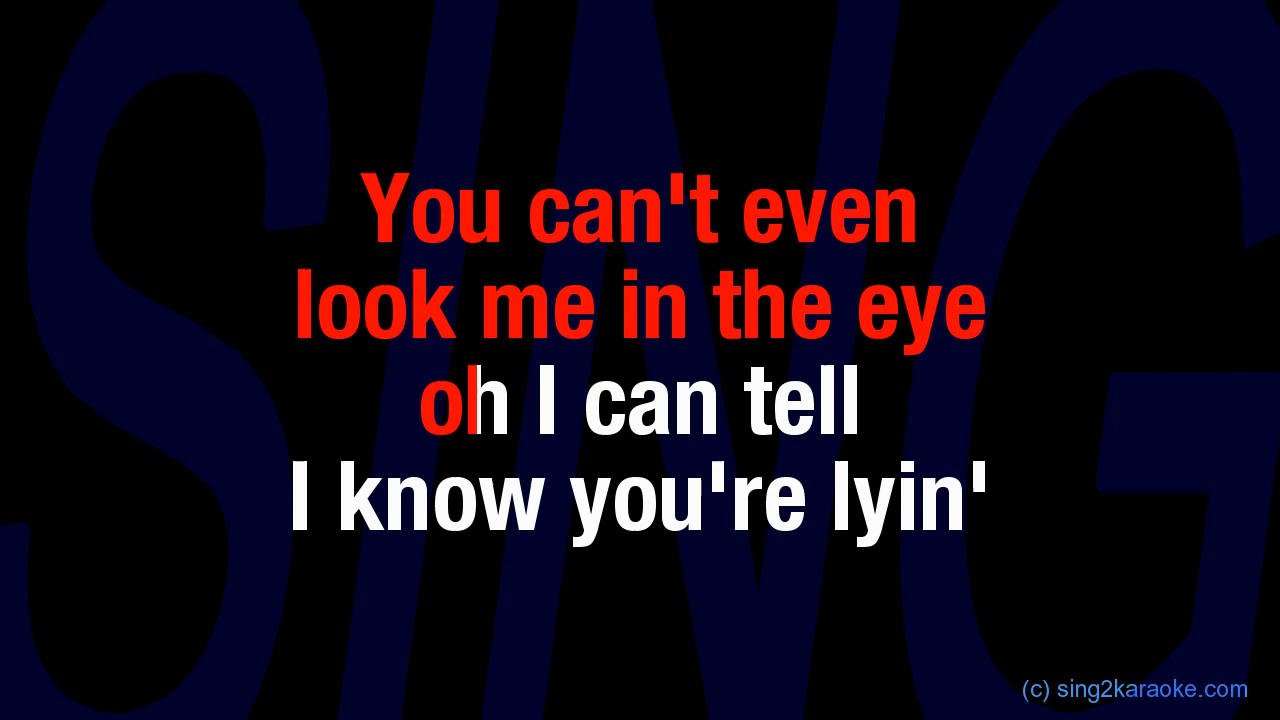 SING
You can't even
look me in the eye
oh I can tell
I know you're lyin'
(c) sing2karaoke.com